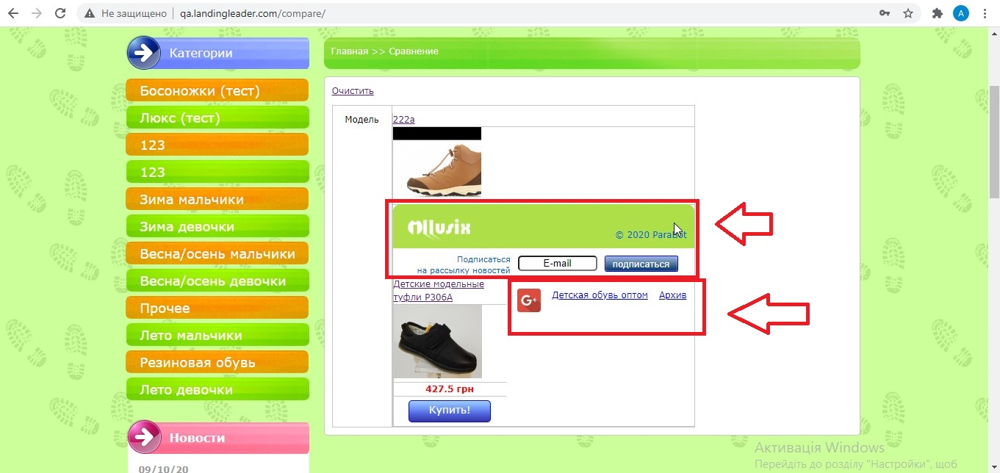 Не защищено
qa.landingleader.com/compare/
А
Категории
Босоножки (тест)
Люкс (тест)
123
123
Зима мальчики
Зима девочки
Весна/осень мальчики
Весна/осень девочки
Прочее
Лето мальчики
Резиновая обувь
Лето девочки
Новости
09/10/20
Главная >> Сравнение
Очистить
Модель
222a
Allusix
© 2020 ParaBot
Подписаться
на рассылку новостей
E-mail
подписаться
Детские модельные
туфли P306A
G+
Детская обувь оптом
Архив
427.5 грн
Купить!
Активація Windows
Перейдіть до розділу "Настройки", щоб